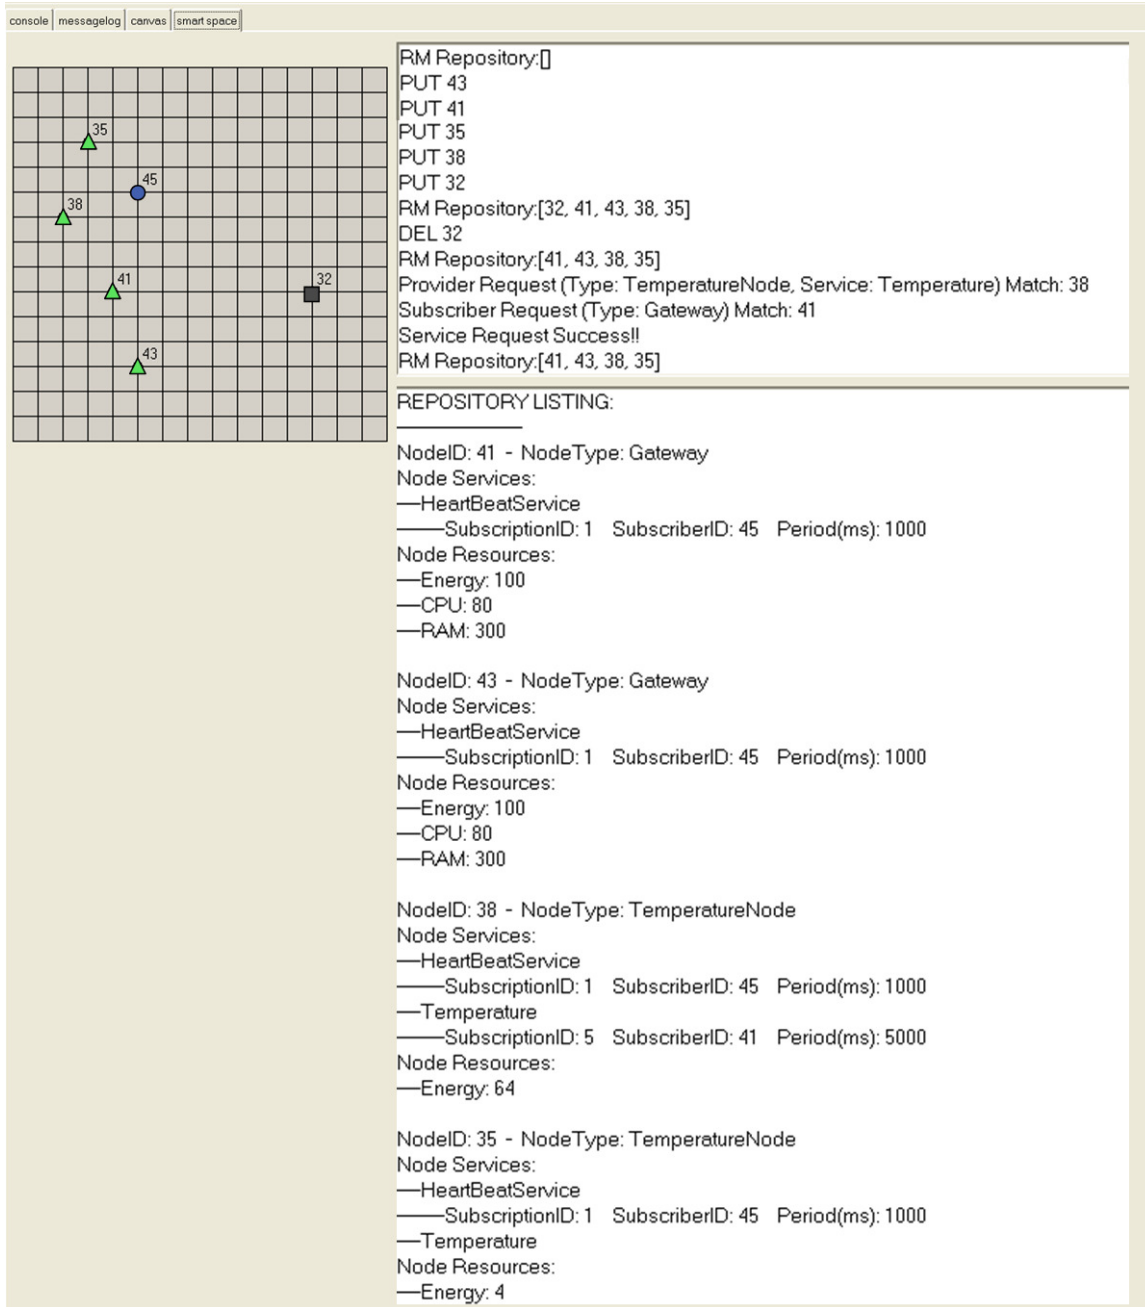 console messagelog canvas smart space
35
45
38
41
32
43
RM Repository:[]
PUT 43
PUT 41
PUT 35
PUT 38
PUT 32
RM Repository:[32, 41, 43, 38, 35]
DEL 32
RM Repository:[41, 43, 38, 35]
Provider Request (Type: TemperatureNode, Service: Temperature) Match: 38
Subscriber Request (Type: Gateway) Match: 41
Service Request Success!!
RM Repository:[41, 43, 38, 35]
REPOSITORY LISTING:
——————
NodeID: 41 - NodeType: Gateway
Node Services:
—HeartBeatService
——SubscriptionID: 1 SubscriberID: 45 Period(ms): 1000
Node Resources:
—Energy: 100
—CPU: 80
—RAM: 300
NodeID: 43 - NodeType: Gateway
Node Services:
—HeartBeatService
——SubscriptionID: 1 SubscriberID: 45 Period(ms): 1000
Node Resources:
—Energy: 100
—CPU: 80
—RAM: 300
NodeID: 38 - NodeType: TemperatureNode
Node Services:
—HeartBeatService
——SubscriptionID: 1 SubscriberID: 45 Period(ms): 1000
—Temperature
——SubscriptionID: 5 SubscriberID: 41 Period(ms): 5000
Node Resources:
—Energy: 64
NodeID: 35 - NodeType: TemperatureNode
Node Services:
—HeartBeatService
——SubscriptionID: 1 SubscriberID: 45 Period(ms): 1000
—Temperature
Node Resources:
—Energy: 4